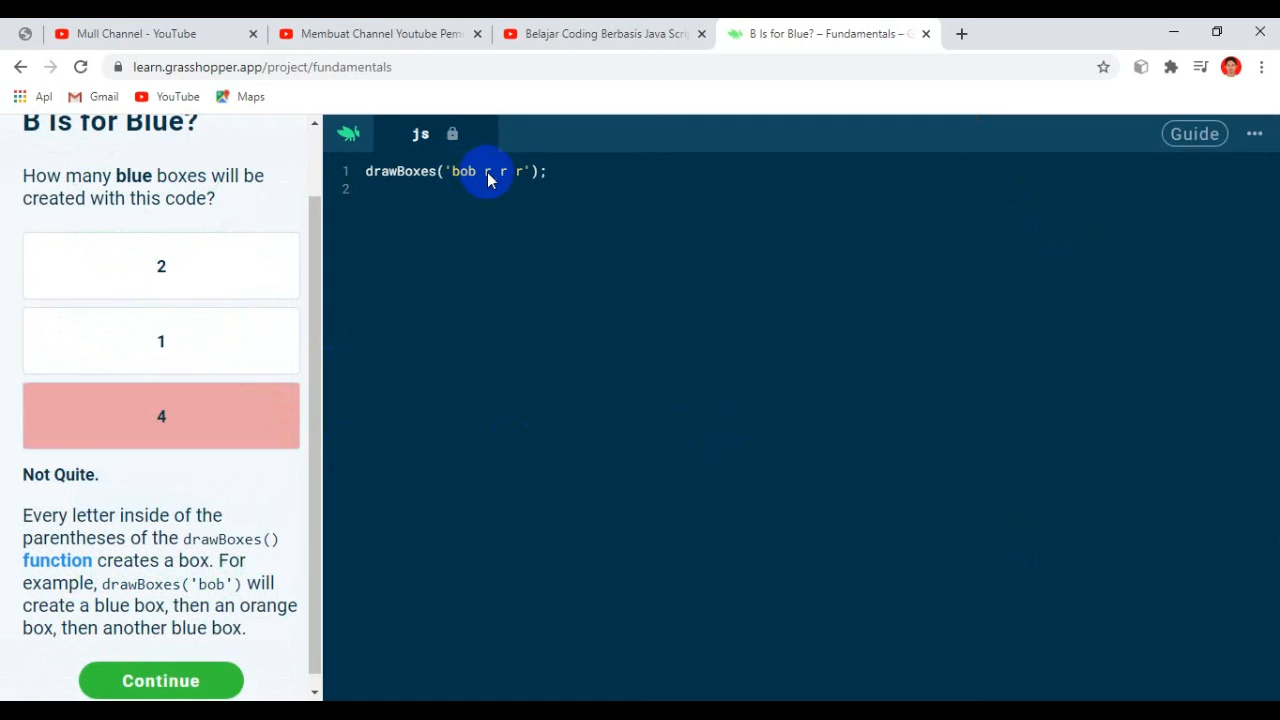 Mull Channel - YouTube
Membuat Channel Youtube Pem
Belajar Coding Berbasis Java Scri
B Is for Blue? – Fundamentals – G
learn.grasshopper.app/project/fundamentals
Apl
Gmail
YouTube
Maps
B Is for Blue?
How many blue boxes will be
created with this code?
2
1
4
Not Quite.
Every letter inside of the
parentheses of the drawBoxes()
function creates a box. For
example, drawBoxes('bob') will
create a blue box, then an orange
box, then another blue box.
Continue
js
Guide
1 drawBoxes('bob r r r');
2